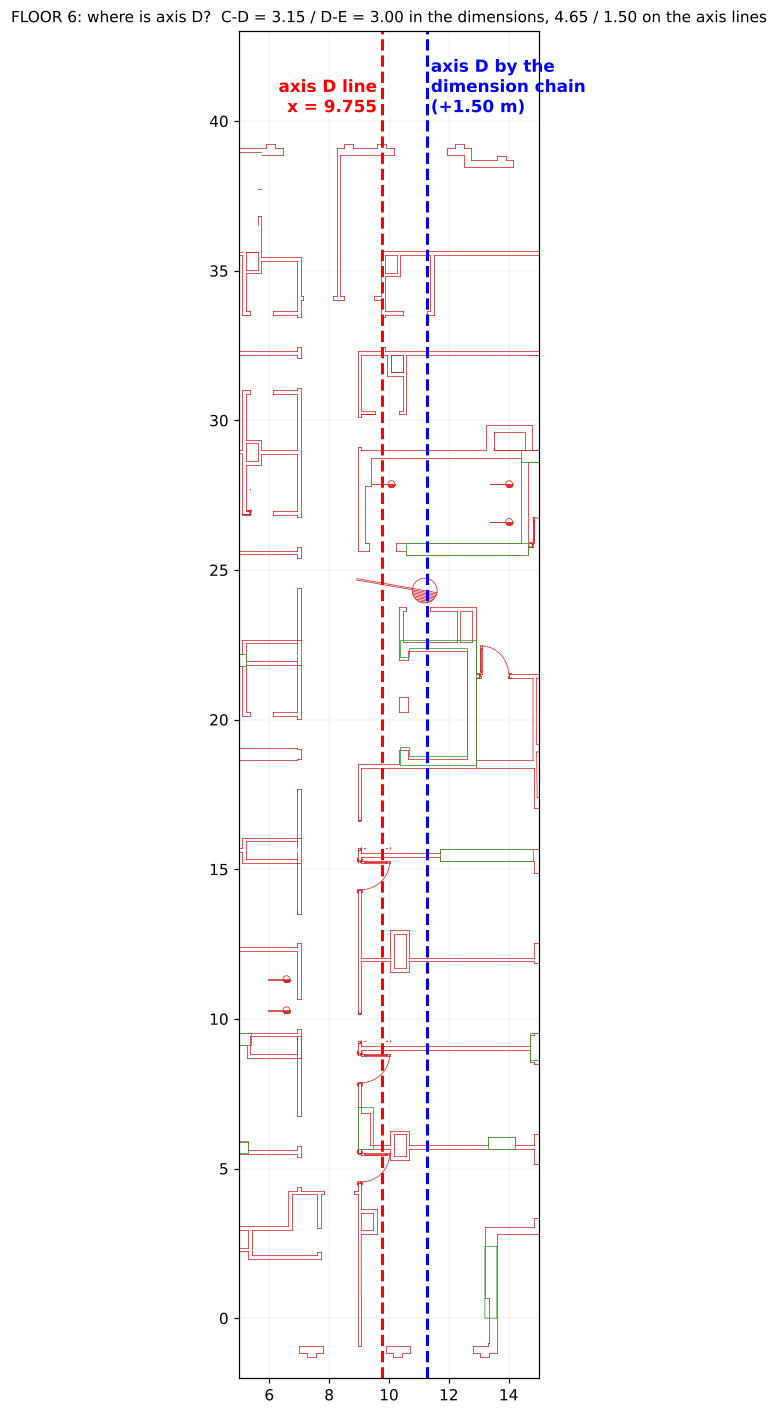 FLOOR 6: where is axis D?  C-D = 3.15 / D-E = 3.00 in the dimensions, 4.65 / 1.50 on the axis lines
axis D by the
dimension chain
(+1.50 m)
axis D line
x = 9.755
40
35
30
25
20
15
10
5
0
6 8 10 12 14